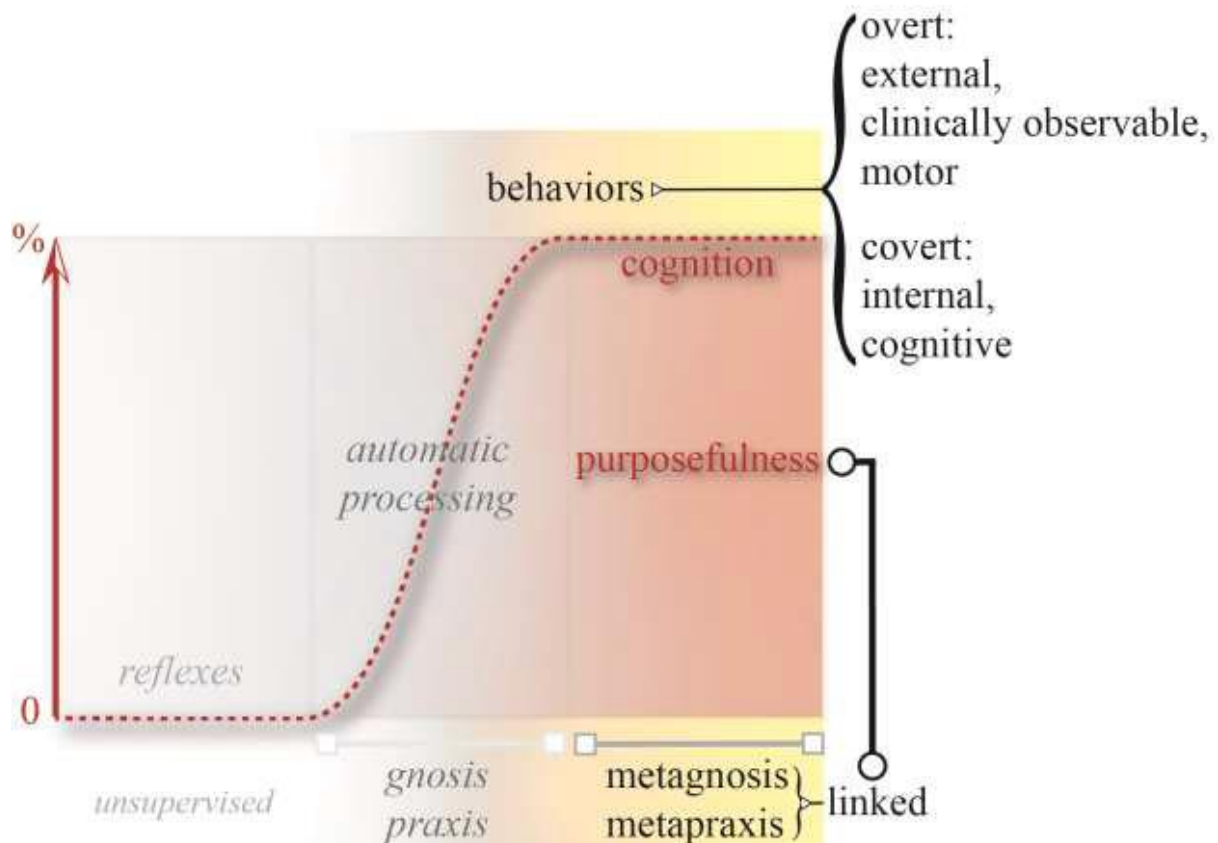 overt:
external,
clinically observable,
motor
behaviors
covert:
internal,
cognitive
%
cognition
automatic
processing
purposefulness
reflexes
0
unsupervised
gnosis
praxis
metagnosis
metapraxis
linked